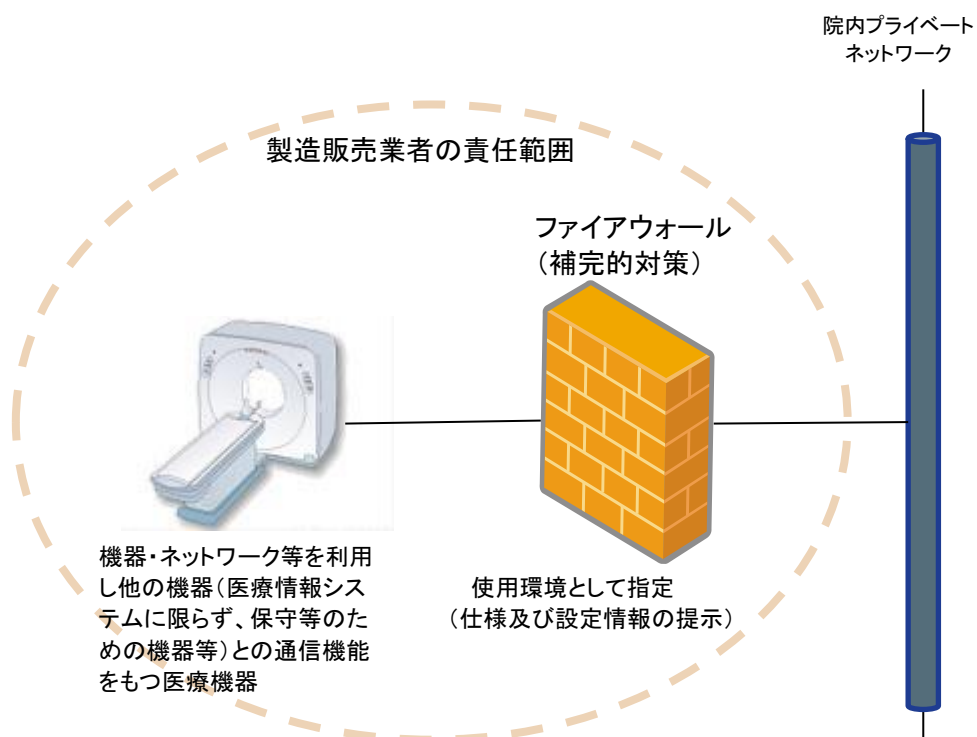 院内プライベート
ネットワーク
製造販売業者の責任範囲
ファイアウォール
（補完的対策）
機器・ネットワーク等を利用
し他の機器（医療情報シス
テムに限らず、保守等のた
めの機器等）との通信機能
をもつ医療機器
使用環境として指定
（仕様及び設定情報の提示）